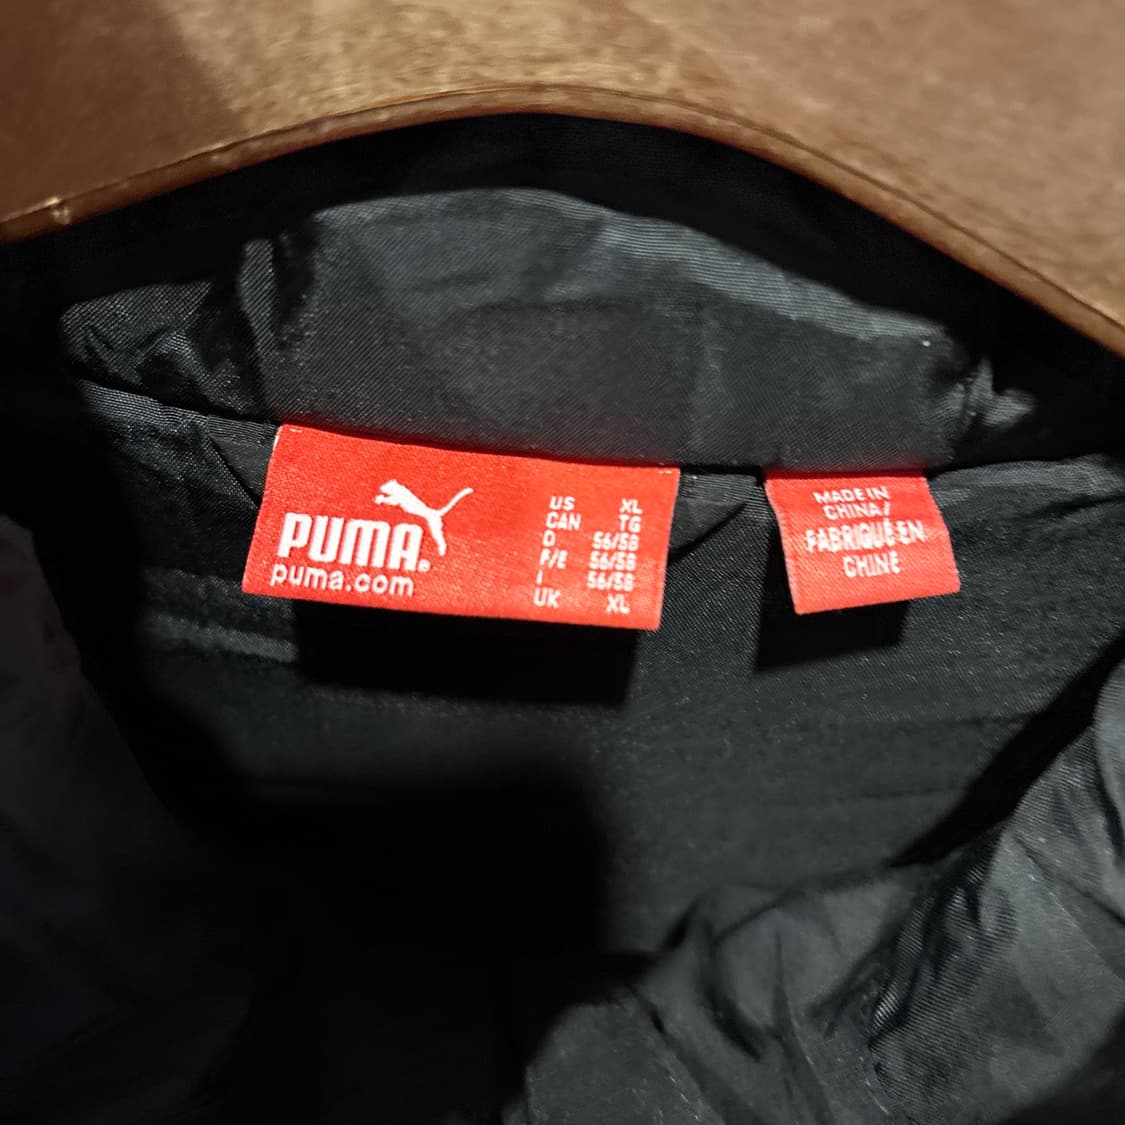 PUMA®
puma.com
US XL
CAN TG
D 56/58
F/E 56/58
I 56/58
UK XL
MADE IN
CHINA/
FABRIQUÉ EN
CHINE